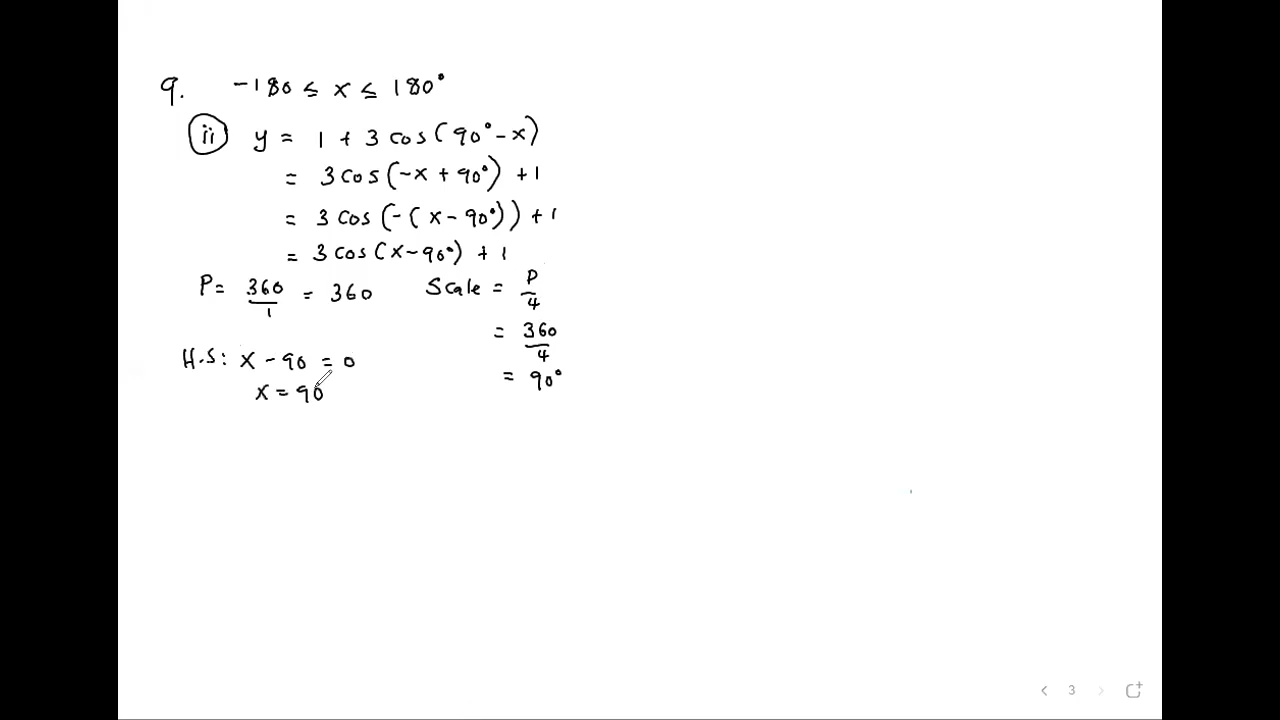 9. -180 ≤ x ≤ 180°
ii y = 1 + 3 cos(90° - x)
= 3 cos(-x + 90°) + 1
= 3 cos(-(x - 90°)) + 1
= 3 cos(x - 90°) + 1
P = 360/1 = 360
Scale = P/4
= 360/4
= 90°
H.S: x - 90 = 0
x = 90
3